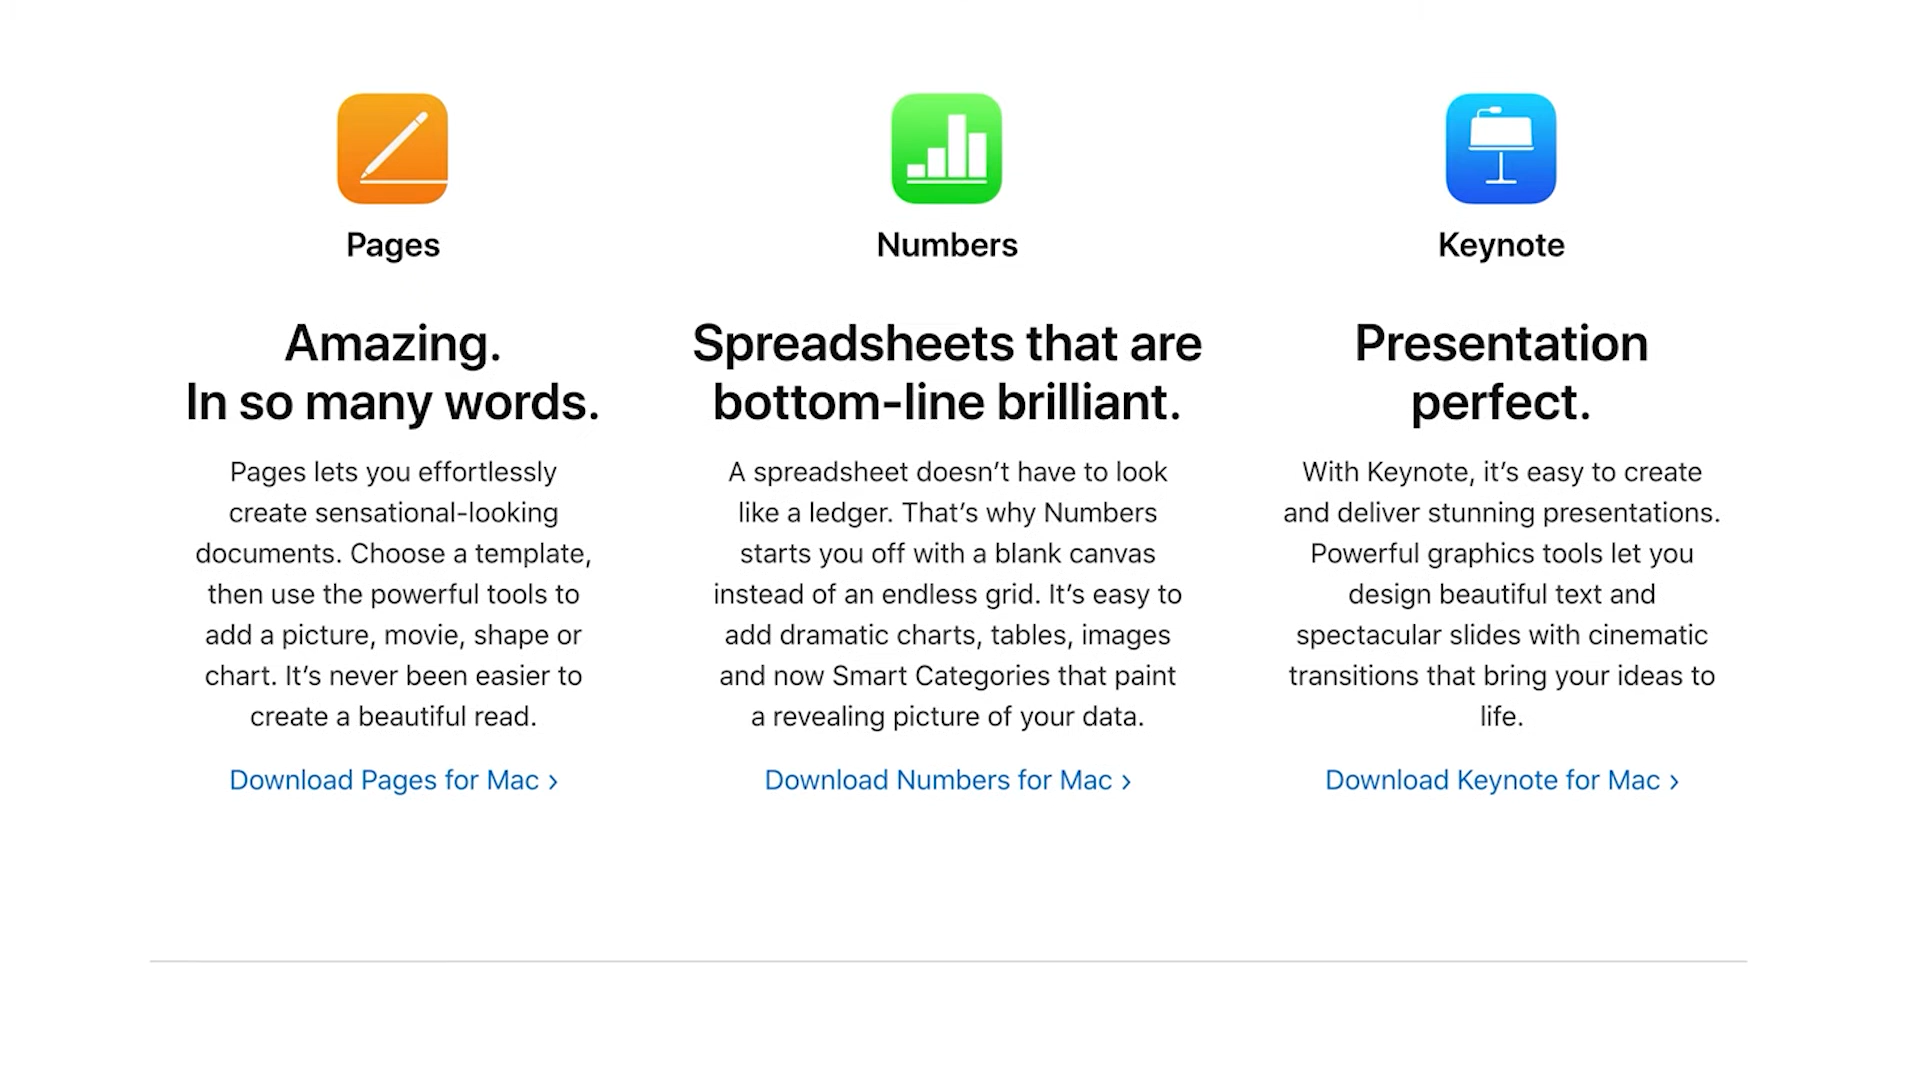 Pages
Amazing.
In so many words.
Pages lets you effortlessly
create sensational-looking
documents. Choose a template,
then use the powerful tools to
add a picture, movie, shape or
chart. It’s never been easier to
create a beautiful read.
Download Pages for Mac ›
Numbers
Spreadsheets that are
bottom-line brilliant.
A spreadsheet doesn’t have to look
like a ledger. That’s why Numbers
starts you off with a blank canvas
instead of an endless grid. It’s easy to
add dramatic charts, tables, images
and now Smart Categories that paint
a revealing picture of your data.
Download Numbers for Mac ›
Keynote
Presentation
perfect.
With Keynote, it’s easy to create
and deliver stunning presentations.
Powerful graphics tools let you
design beautiful text and
spectacular slides with cinematic
transitions that bring your ideas to
life.
Download Keynote for Mac ›